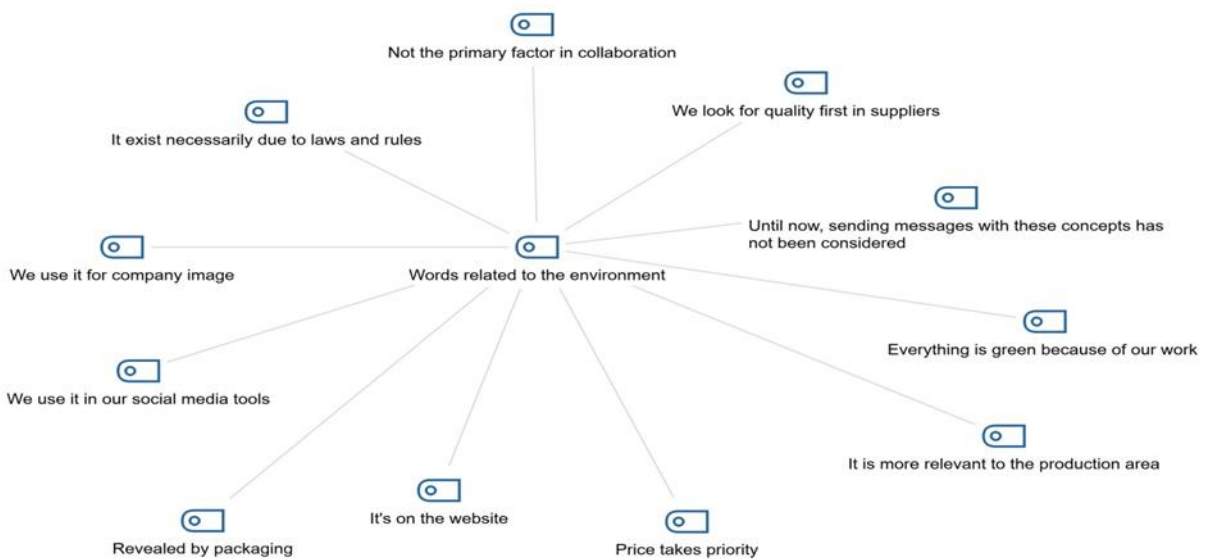 Not the primary factor in collaboration
We look for quality first in suppliers
It exist necessarily due to laws and rules
Until now, sending messages with these concepts has
not been considered
We use it for company image
Words related to the environment
Everything is green because of our work
We use it in our social media tools
It is more relevant to the production area
It's on the website
Revealed by packaging
Price takes priority